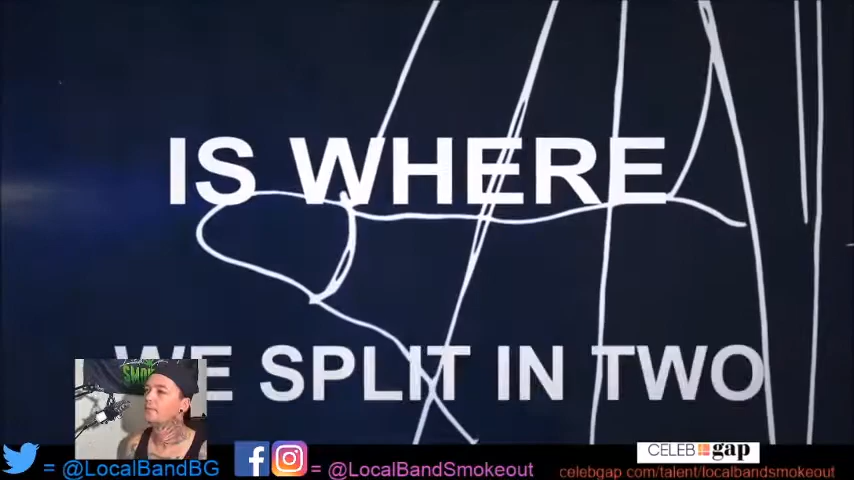 IS WHERE
WE SPLIT IN TWO
= @LocalBandBG
= @LocalBandSmokeout
CELEB gap
celebgap.com/talent/localbandsmokeout